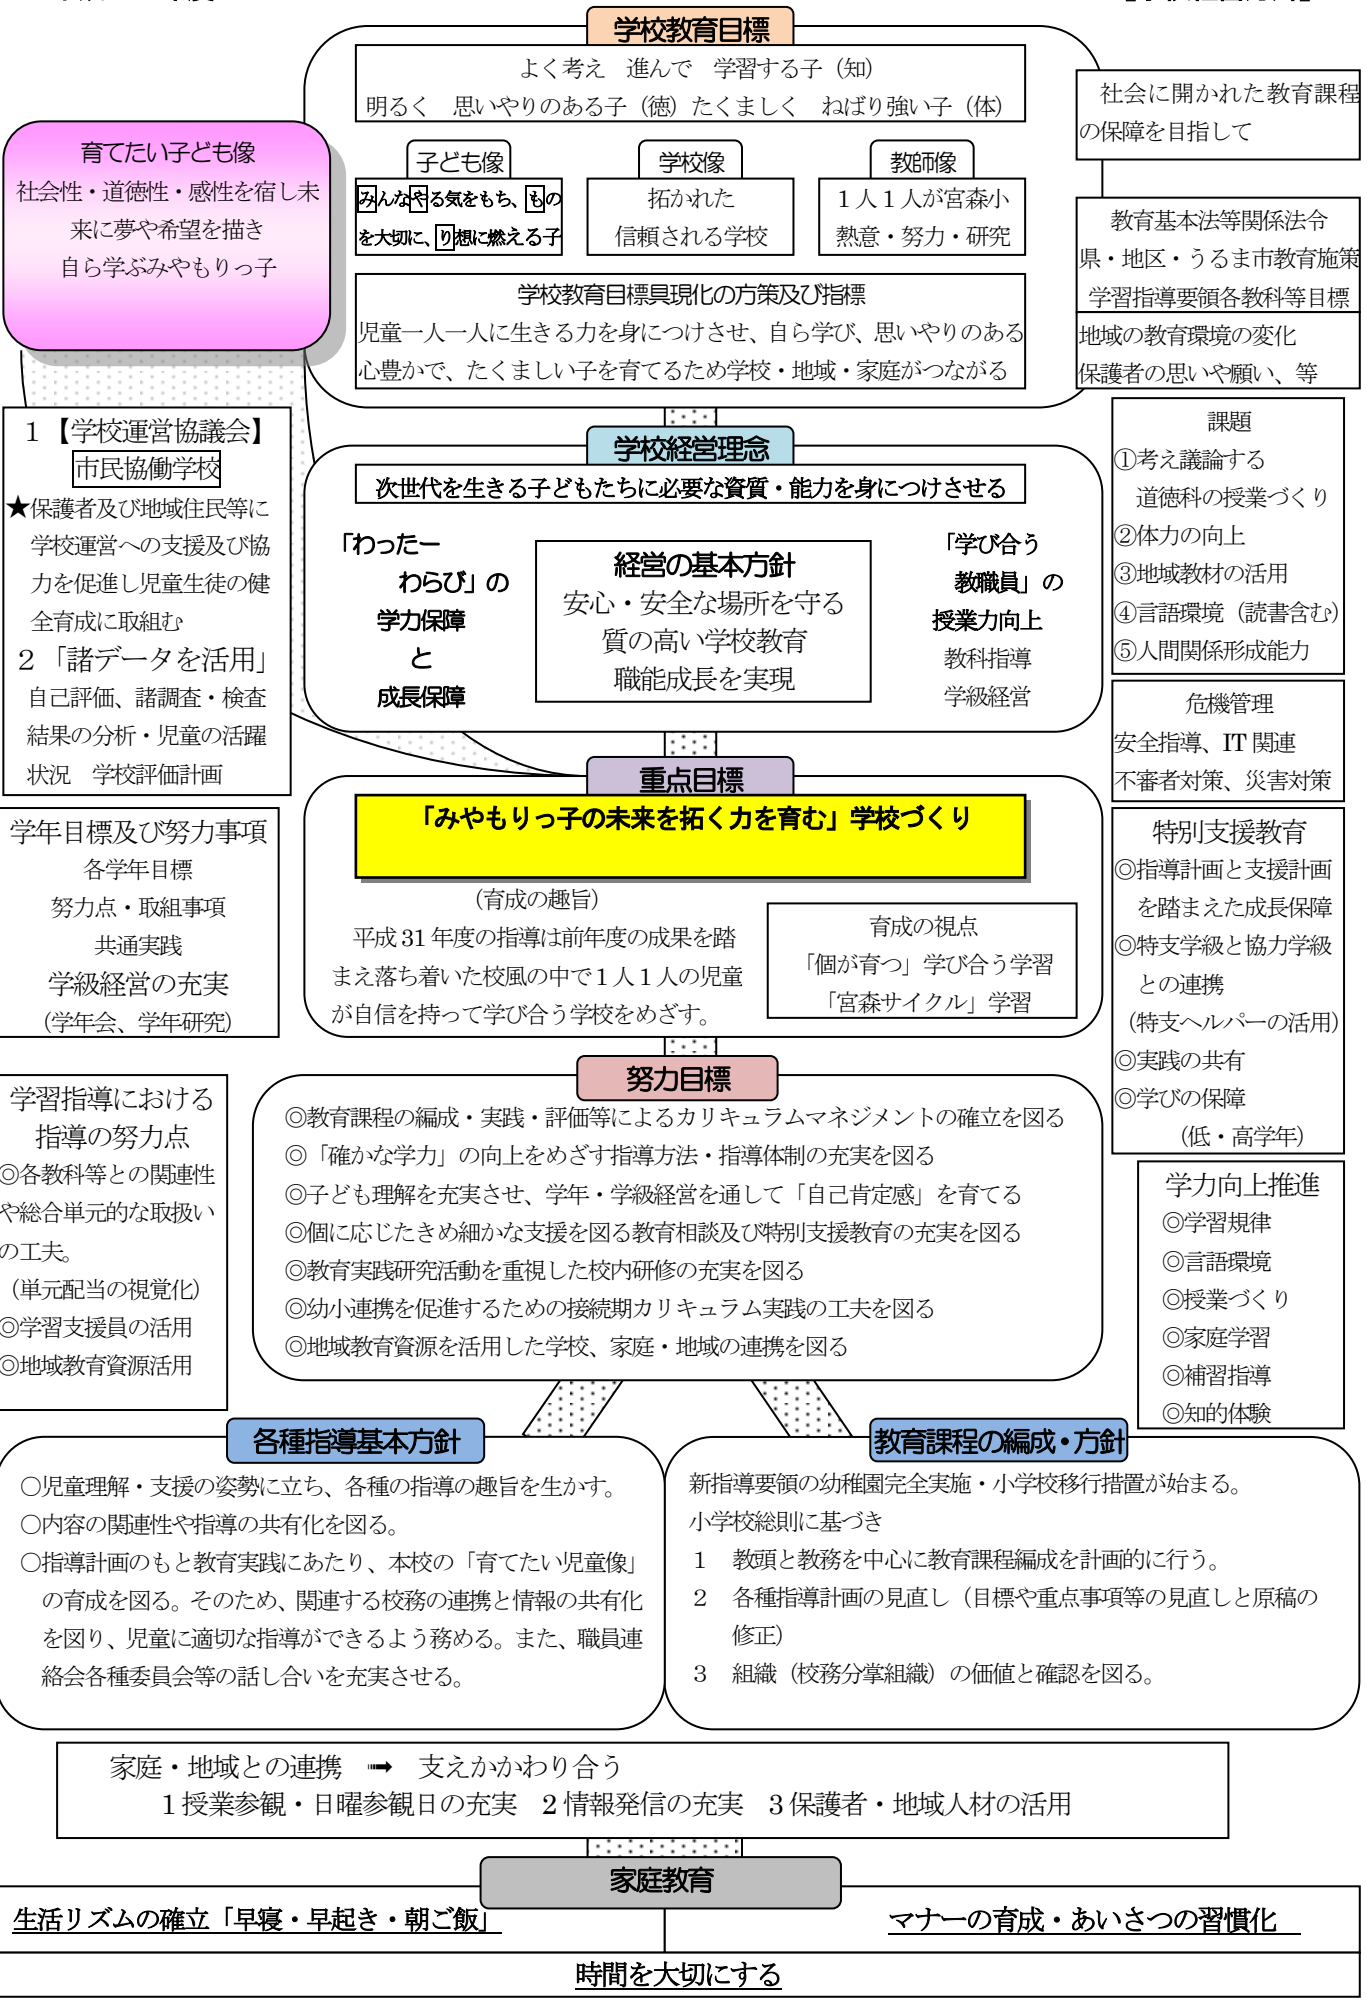 学校教育目標
よく考え　進んで　学習する子（知）
明るく　思いやりのある子（徳）たくましく　ねばり強い子（体）
子ども像
みんなやる気をもち、もの
を大切に、り想に燃える子
学校像
拓かれた
信頼される学校
教師像
１人１人が宮森小
熱意・努力・研究
学校教育目標具現化の方策及び指標
児童一人一人に生きる力を身につけさせ、自ら学び、思いやりのある
心豊かで、たくましい子を育てるため学校・地域・家庭がつながる
育てたい子ども像
社会性・道徳性・感性を宿し未
来に夢や希望を描き
自ら学ぶみやもりっ子
社会に開かれた教育課程
の保障を目指して
教育基本法等関係法令
県・地区・うるま市教育施策
学習指導要領各教科等目標
地域の教育環境の変化
保護者の思いや願い、等
1【学校運営協議会】
市民協働学校
★保護者及び地域住民等に
学校運営への支援及び協
力を促進し児童生徒の健
全育成に取組む
2「諸データを活用」
自己評価、諸調査・検査
結果の分析・児童の活躍
状況　学校評価計画
学校経営理念
次世代を生きる子どもたちに必要な資質・能力を身につけさせる
「わったー
わらび」の
学力保障
と
成長保障
経営の基本方針
安心・安全な場所を守る
質の高い学校教育
職能成長を実現
「学び合う
教職員」の
授業力向上
教科指導
学級経営
課題
①考え議論する
道徳科の授業づくり
②体力の向上
③地域教材の活用
④言語環境（読書含む）
⑤人間関係形成能力
危機管理
安全指導、IT 関連
不審者対策、災害対策
重点目標
「みやもりっ子の未来を拓く力を育む」学校づくり
（育成の趣旨）
平成 31 年度の指導は前年度の成果を踏
まえ落ち着いた校風の中で１人１人の児童
が自信を持って学び合う学校をめざす。
育成の視点
「個が育つ」学び合う学習
「宮森サイクル」学習
学年目標及び努力事項
各学年目標
努力点・取組事項
共通実践
学級経営の充実
（学年会、学年研究）
特別支援教育
◎指導計画と支援計画
を踏まえた成長保障
◎特支学級と協力学級
との連携
（特支ヘルパーの活用）
◎実践の共有
◎学びの保障
（低・高学年）
努力目標
◎教育課程の編成・実践・評価等によるカリキュラムマネジメントの確立を図る
◎「確かな学力」の向上をめざす指導方法・指導体制の充実を図る
◎子ども理解を充実させ、学年・学級経営を通して「自己肯定感」を育てる
◎個に応じたきめ細かな支援を図る教育相談及び特別支援教育の充実を図る
◎教育実践研究活動を重視した校内研修の充実を図る
◎幼小連携を促進するための接続期カリキュラム実践の工夫を図る
◎地域教育資源を活用した学校、家庭・地域の連携を図る
学習指導における
指導の努力点
◎各教科等との関連性
や総合単元的な取扱い
の工夫。
（単元配当の視覚化）
◎学習支援員の活用
◎地域教育資源活用
学力向上推進
◎学習規律
◎言語環境
◎授業づくり
◎家庭学習
◎補習指導
◎知的体験
各種指導基本方針
○児童理解・支援の姿勢に立ち、各種の指導の趣旨を生かす。
○内容の関連性や指導の共有化を図る。
○指導計画のもと教育実践にあたり、本校の「育てたい児童像」
の育成を図る。そのため、関連する校務の連携と情報の共有化
を図り、児童に適切な指導ができるよう務める。また、職員連
絡会各種委員会等の話し合いを充実させる。
教育課程の編成・方針
新指導要領の幼稚園完全実施・小学校移行措置が始まる。
小学校総則に基づき
１　教頭と教務を中心に教育課程編成を計画的に行う。
２　各種指導計画の見直し（目標や重点事項等の見直しと原稿の
修正）
３　組織（校務分掌組織）の価値と確認を図る。
家庭・地域との連携　➟　支えかかわり合う
1 授業参観・日曜参観日の充実　2 情報発信の充実　3 保護者・地域人材の活用
家庭教育
生活リズムの確立「早寝・早起き・朝ご飯」
マナーの育成・あいさつの習慣化
時間を大切にする